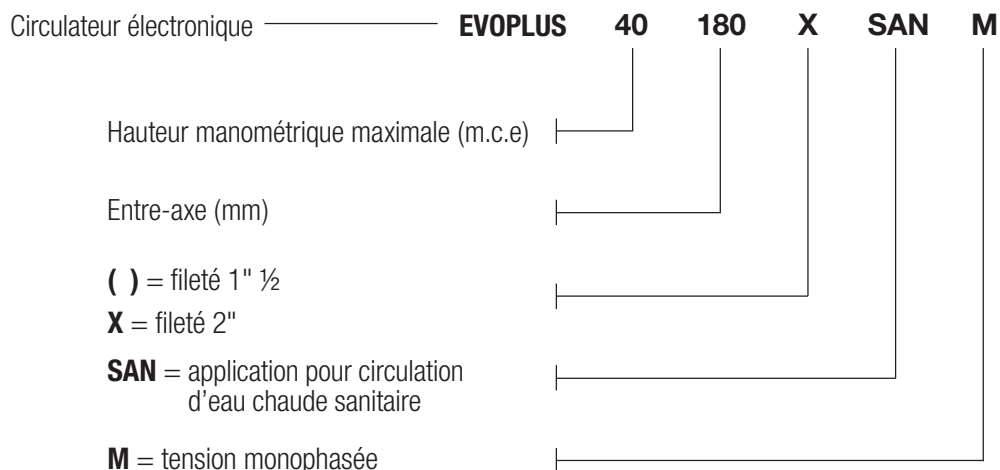 Circulateur électronique EVOPLUS 40 180 X SAN M
Hauteur manométrique maximale (m.c.e)
Entre-axe (mm)
( ) = fileté 1" ½
X = fileté 2"
SAN = application pour circulation
d'eau chaude sanitaire
M = tension monophasée